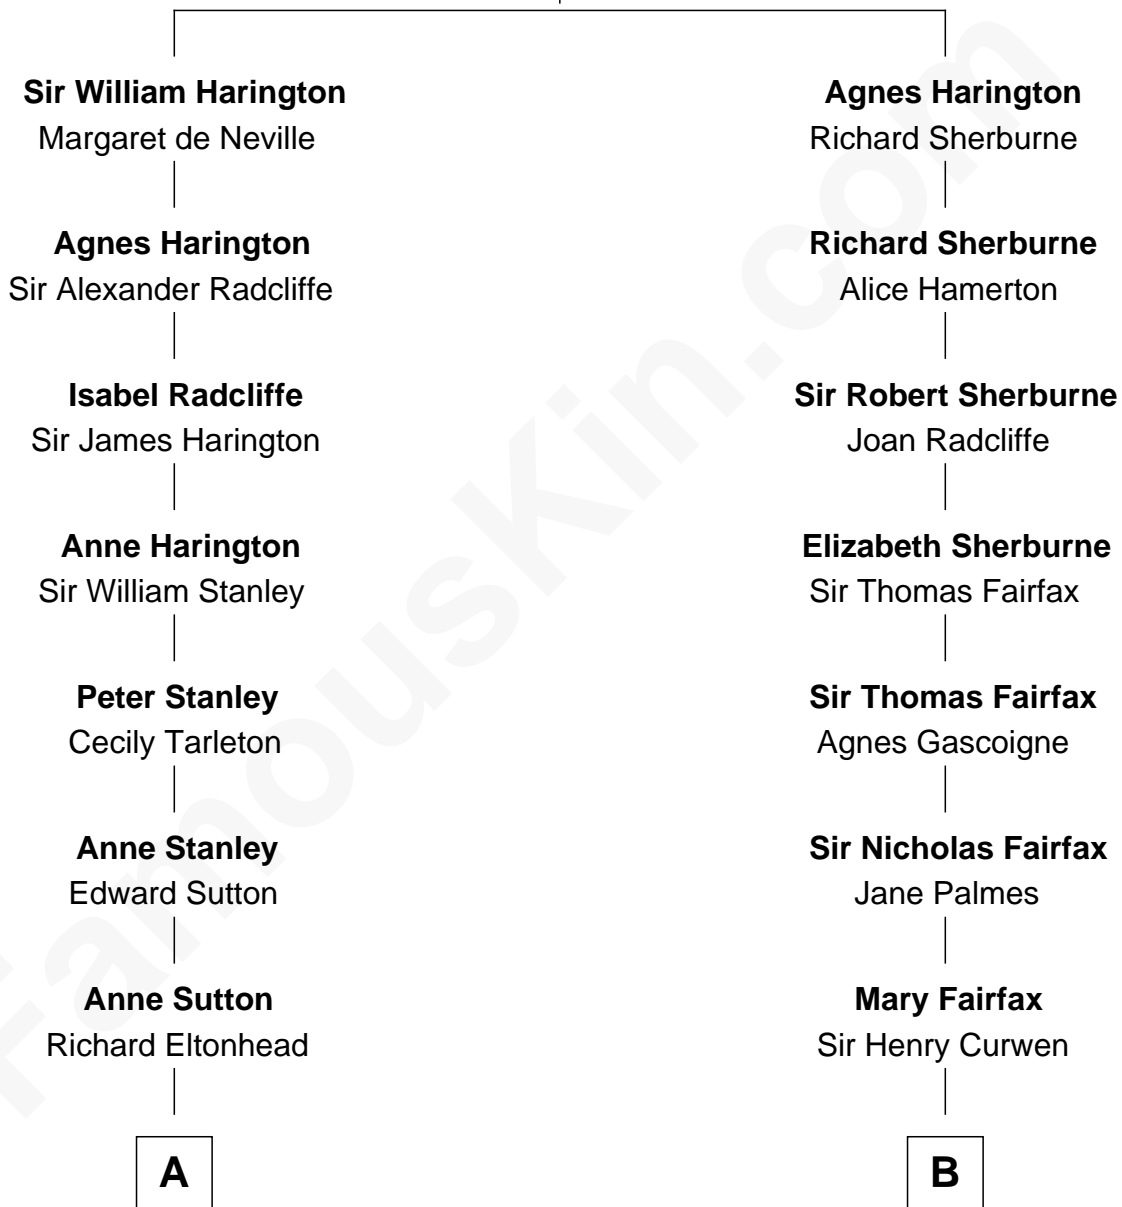 Sir William Harington
Margaret de Neville
Agnes Harington
Sir Alexander Radcliffe
Isabel Radcliffe
Sir James Harington
Anne Harington
Sir William Stanley
Peter Stanley
Cecily Tarleton
Anne Stanley
Edward Sutton
Anne Sutton
Richard Eltonhead
A
Agnes Harington
Richard Sherburne
Richard Sherburne
Alice Hamerton
Sir Robert Sherburne
Joan Radcliffe
Elizabeth Sherburne
Sir Thomas Fairfax
Sir Thomas Fairfax
Agnes Gascoigne
Sir Nicholas Fairfax
Jane Palmes
Mary Fairfax
Sir Henry Curwen
B
FamousKin.com